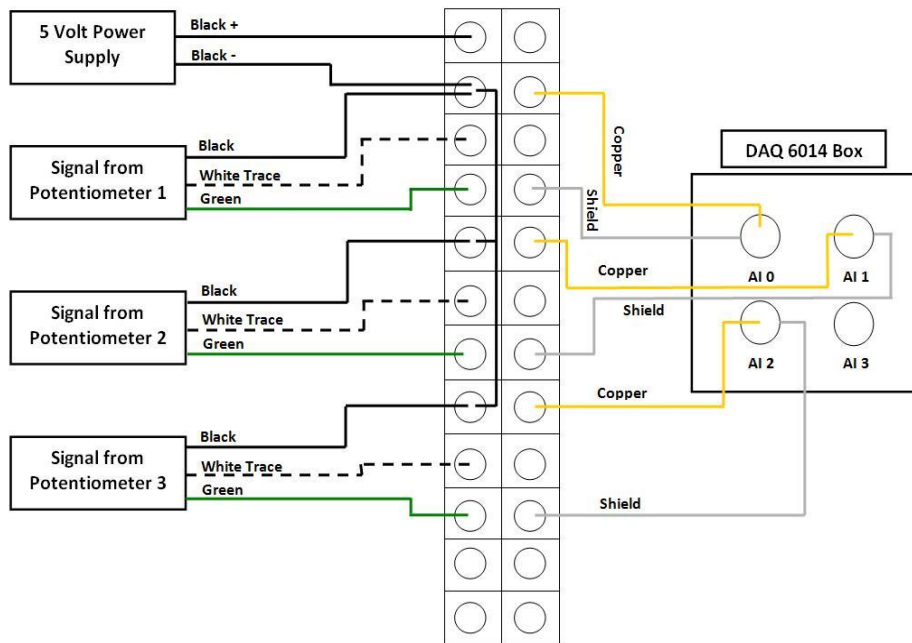 5 Volt Power
Supply
Black +
Black -
Signal from
Potentiometer 1
Black
White Trace
Green
Signal from
Potentiometer 2
Black
White Trace
Green
Signal from
Potentiometer 3
Black
White Trace
Green
Copper
Shield
Copper
Shield
Copper
Shield
DAQ 6014 Box
AI 0
AI 1
AI 2
AI 3